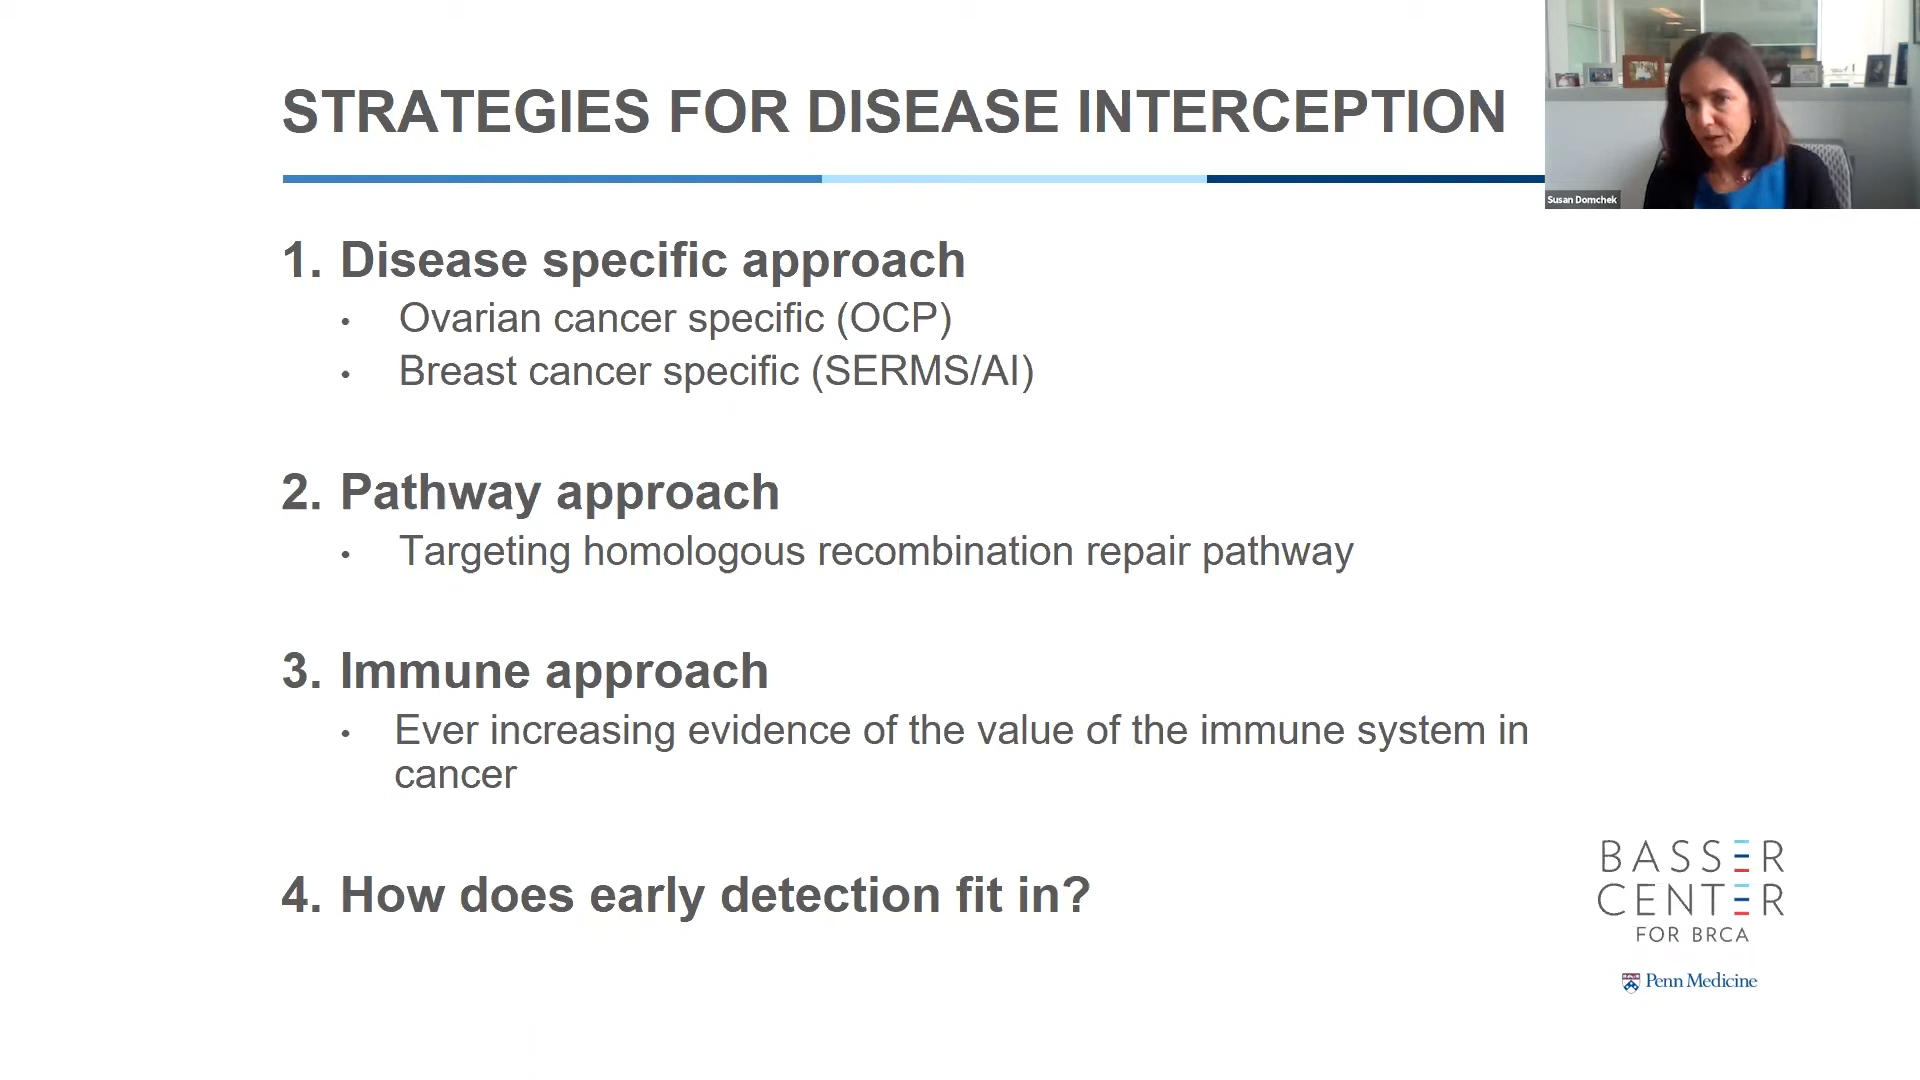 STRATEGIES FOR DISEASE INTERCEPTION
Susan Domchek
1. Disease specific approach
• Ovarian cancer specific (OCP)
• Breast cancer specific (SERMS/AI)
2. Pathway approach
• Targeting homologous recombination repair pathway
3. Immune approach
• Ever increasing evidence of the value of the immune system in
cancer
4. How does early detection fit in?
BASSER
CENTER
FOR BRCA
Penn Medicine